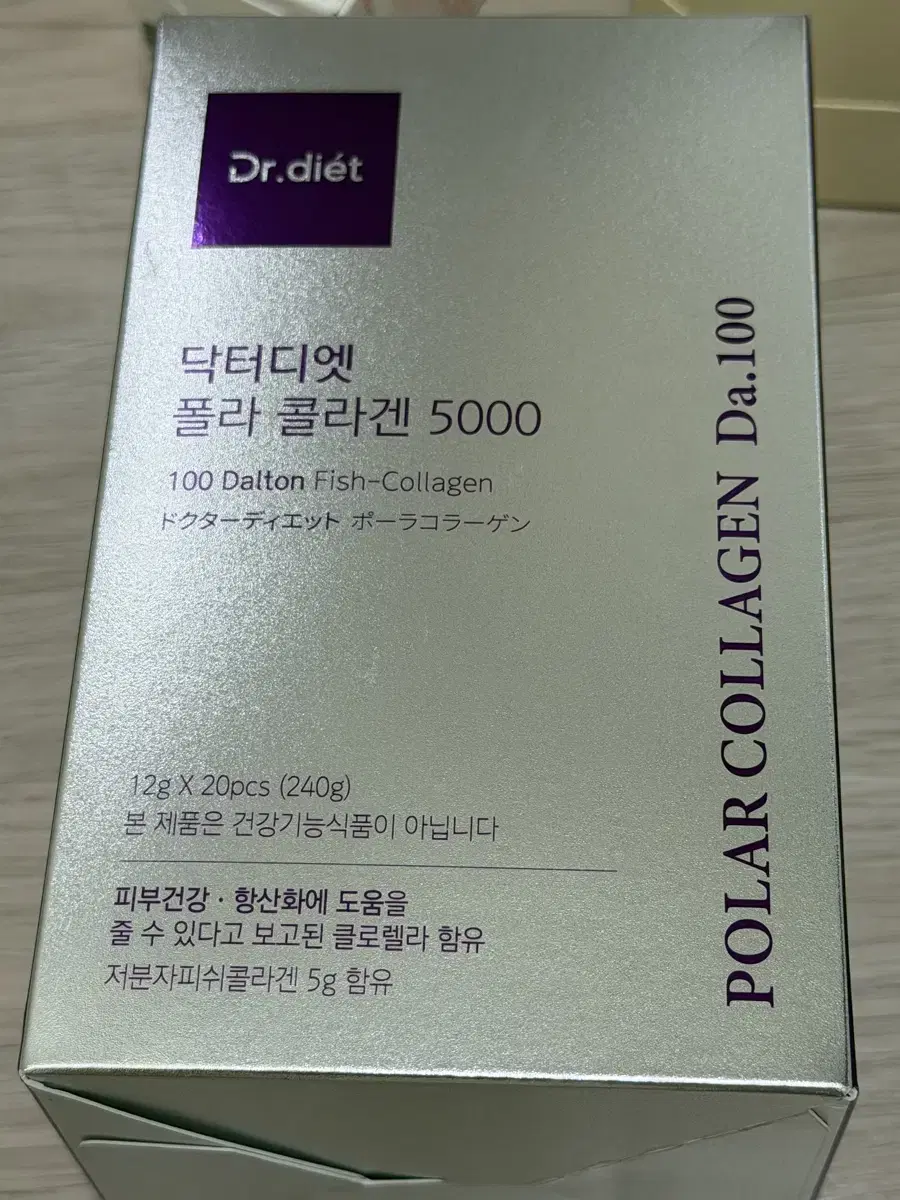 Dr.diét
닥터디엣
폴라 콜라겐 5000
100 Dalton Fish-Collagen
ドクターディエット ポーラコラーゲン
POLAR COLLAGEN Da.100
12g X 20pcs (240g)
본 제품은 건강기능식품이 아닙니다
피부건강 · 항산화에 도움을
줄 수 있다고 보고된 클로렐라 함유
저분자피쉬콜라겐 5g 함유